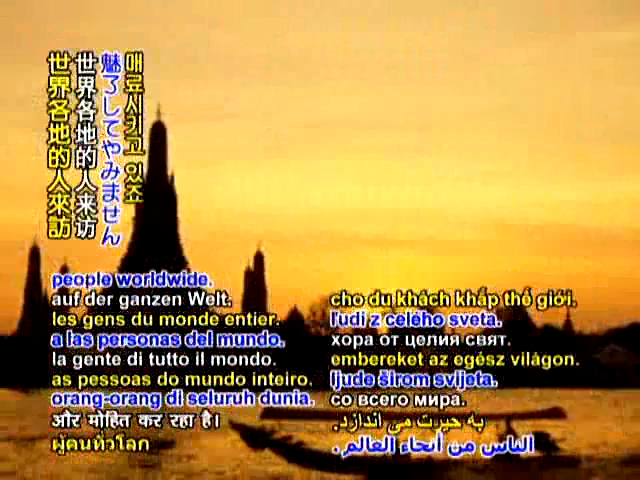 世界各地的人來訪
世界各地的人来访
魅了してやみません
매료시키고 있죠
people worldwide.
auf der ganzen Welt.
les gens du monde entier.
a las personas del mundo.
la gente di tutto il mondo.
as pessoas do mundo inteiro.
orang-orang di seluruh dunia.
और मोहित कर रहा है।
ผู้คนทั่วโลก
cho du khách khắp thế giới.
ľudí z celého sveta.
хора от целия свят.
embereket az egész világon.
ljude širom svijeta.
со всего мира.
به حیرت می اندازد.
الناس من أنحاء العالم.